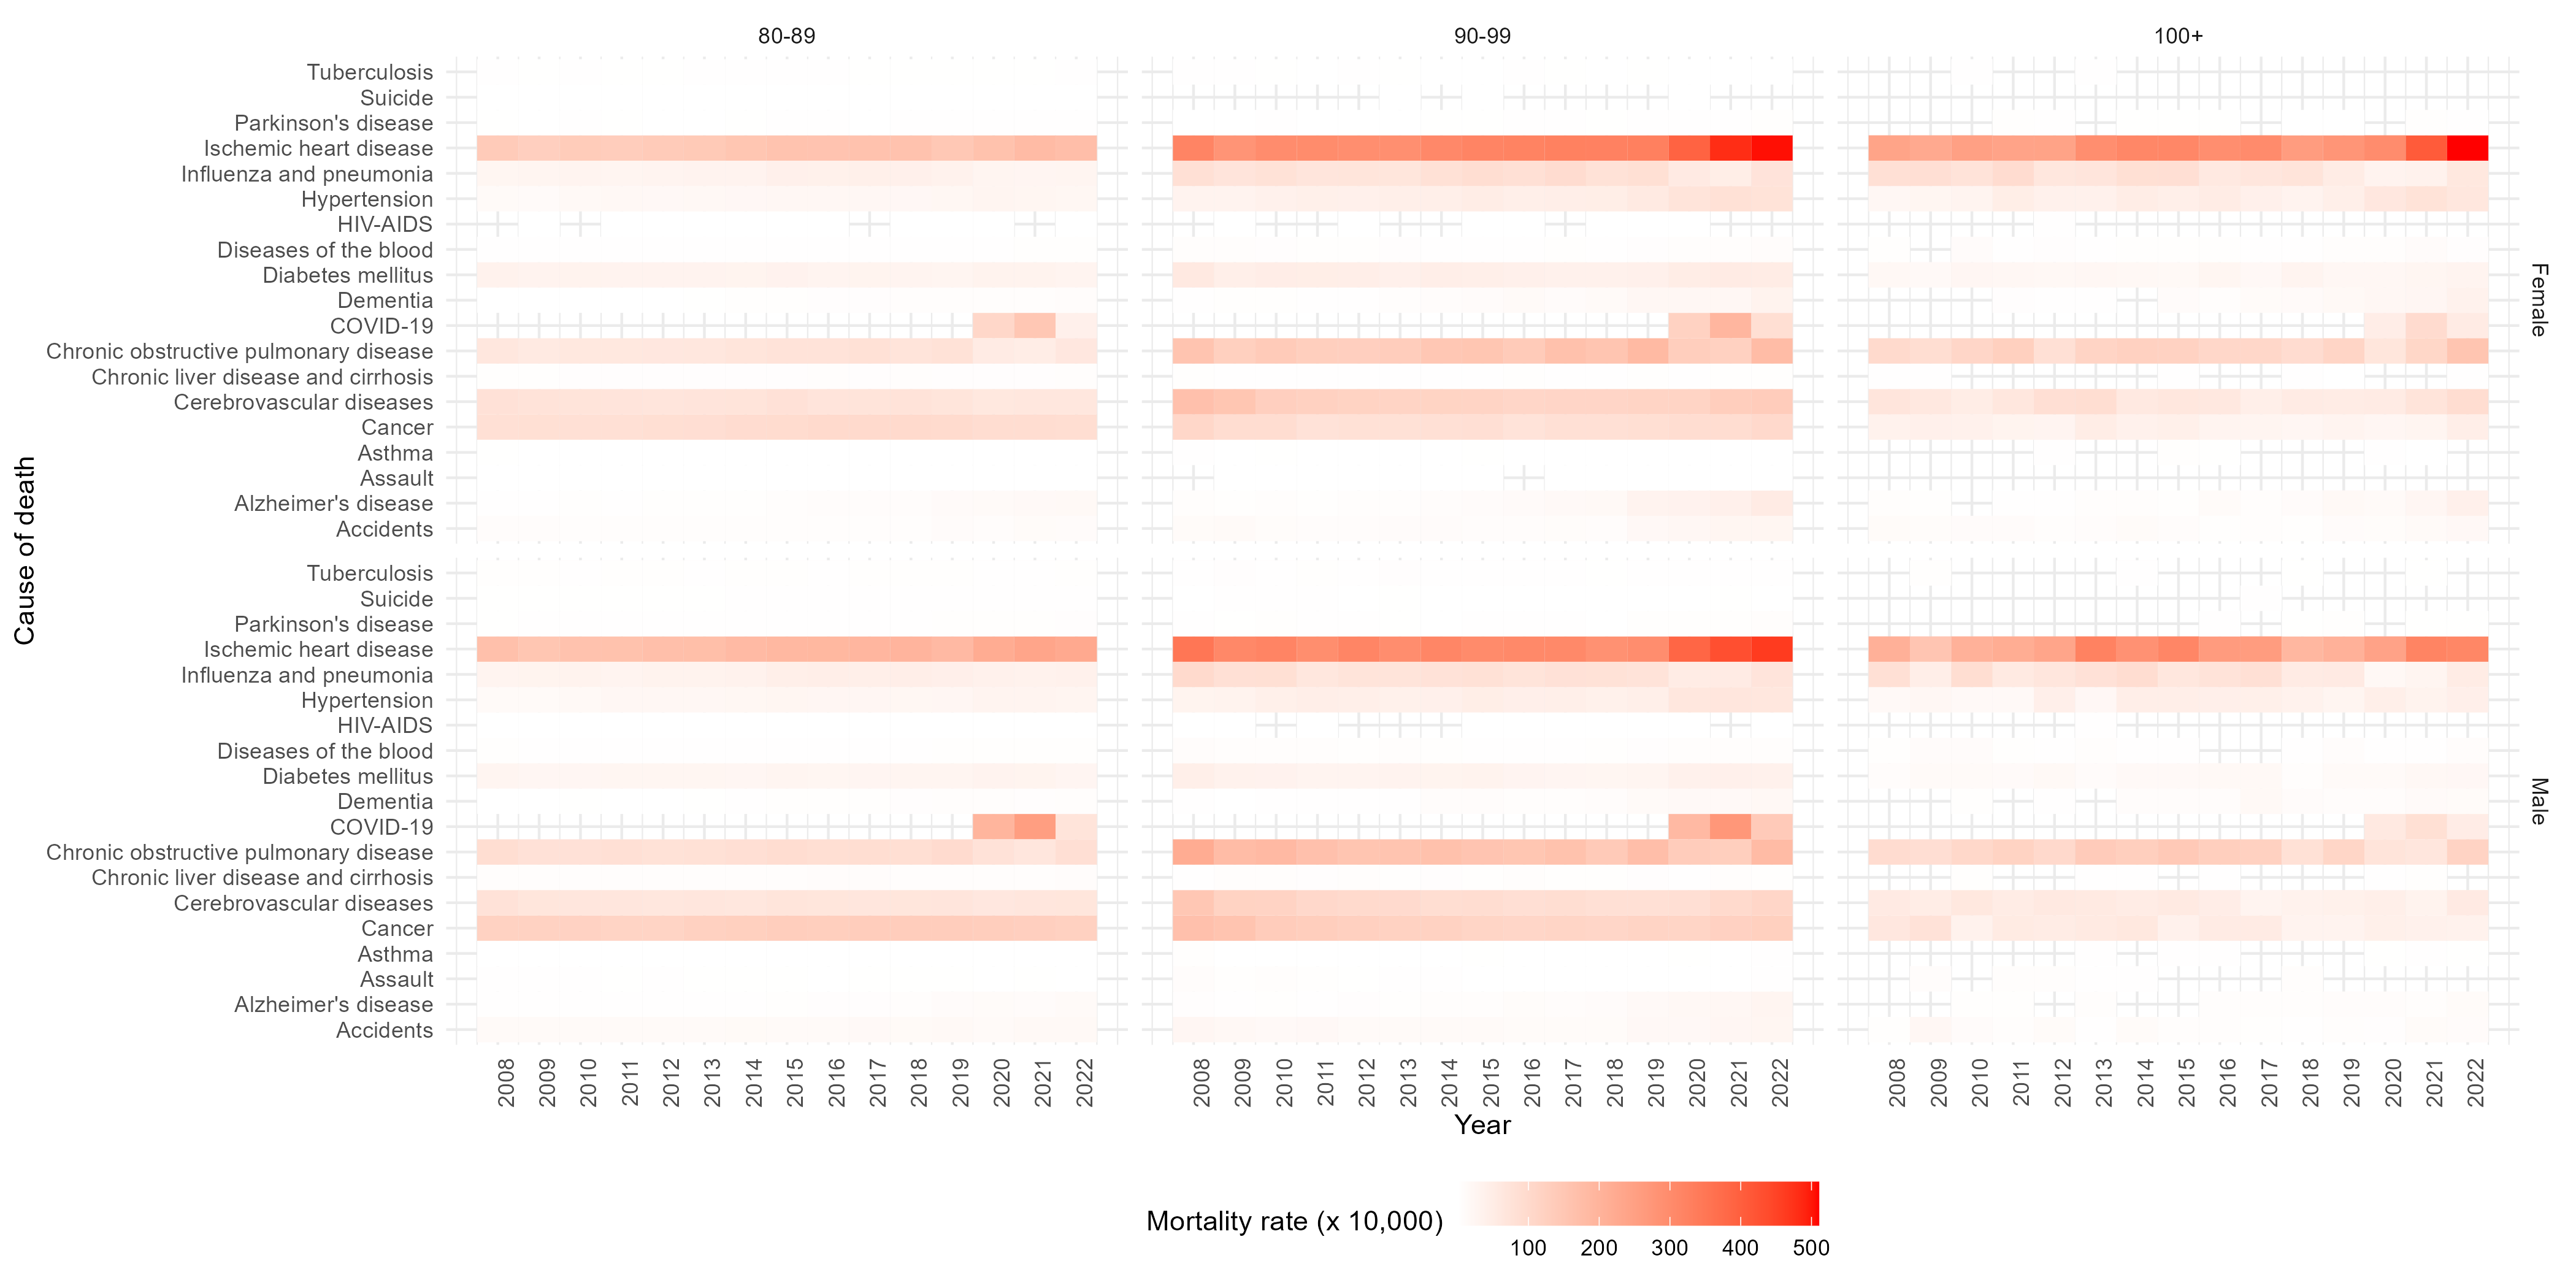 80-89 90-99 100+
Tuberculosis
Suicide
Parkinson's disease
Ischemic heart disease
Influenza and pneumonia
Hypertension
HIV-AIDS
Diseases of the blood
Diabetes mellitus
Dementia
COVID-19
Chronic obstructive pulmonary disease
Chronic liver disease and cirrhosis
Cerebrovascular diseases
Cancer
Asthma
Assault
Alzheimer's disease
Accidents
Female
Cause of death
Tuberculosis
Suicide
Parkinson's disease
Ischemic heart disease
Influenza and pneumonia
Hypertension
HIV-AIDS
Diseases of the blood
Diabetes mellitus
Dementia
COVID-19
Chronic obstructive pulmonary disease
Chronic liver disease and cirrhosis
Cerebrovascular diseases
Cancer
Asthma
Assault
Alzheimer's disease
Accidents
Male
2008 2009 2010 2011 2012 2013 2014 2015 2016 2017 2018 2019 2020 2021 2022
2008 2009 2010 2011 2012 2013 2014 2015 2016 2017 2018 2019 2020 2021 2022
2008 2009 2010 2011 2012 2013 2014 2015 2016 2017 2018 2019 2020 2021 2022
Year
Mortality rate (x 10,000)
100 200 300 400 500